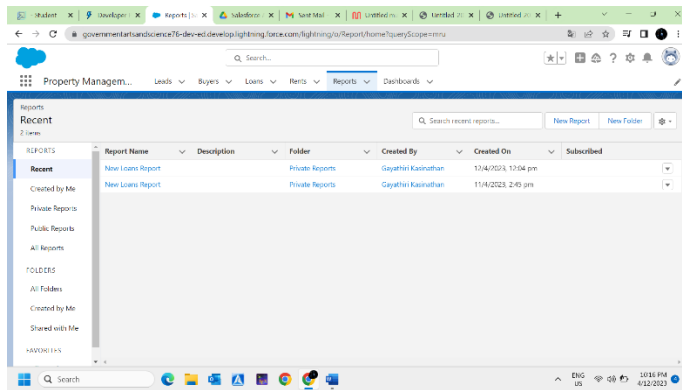 - Student
Developer E
Reports | Sa
Salesforce -
Sent Mail -
Untitled
Untitled 20
Untitled 20
governmentartsandscience76-dev-ed.develop.lightning.force.com/lightning/o/Report/home?queryScope=mru
Search...
Property Managem...
Leads
Buyers
Loans
Rents
Reports
Dashboards
Reports
Recent
2 items
Search recent reports...
New Report
New Folder
REPORTS
Recent
Created by Me
Private Reports
Public Reports
All Reports
FOLDERS
All Folders
Created by Me
Shared with Me
FAVORITES
Report Name Description Folder Created By Created On Subscribed
New Loans Report Private Reports Gayathiri Kasinathan 12/4/2023, 12:04 pm
New Loans Report Private Reports Gayathiri Kasinathan 11/4/2023, 2:45 pm
Search
ENG
US
10:16 PM
4/12/2023